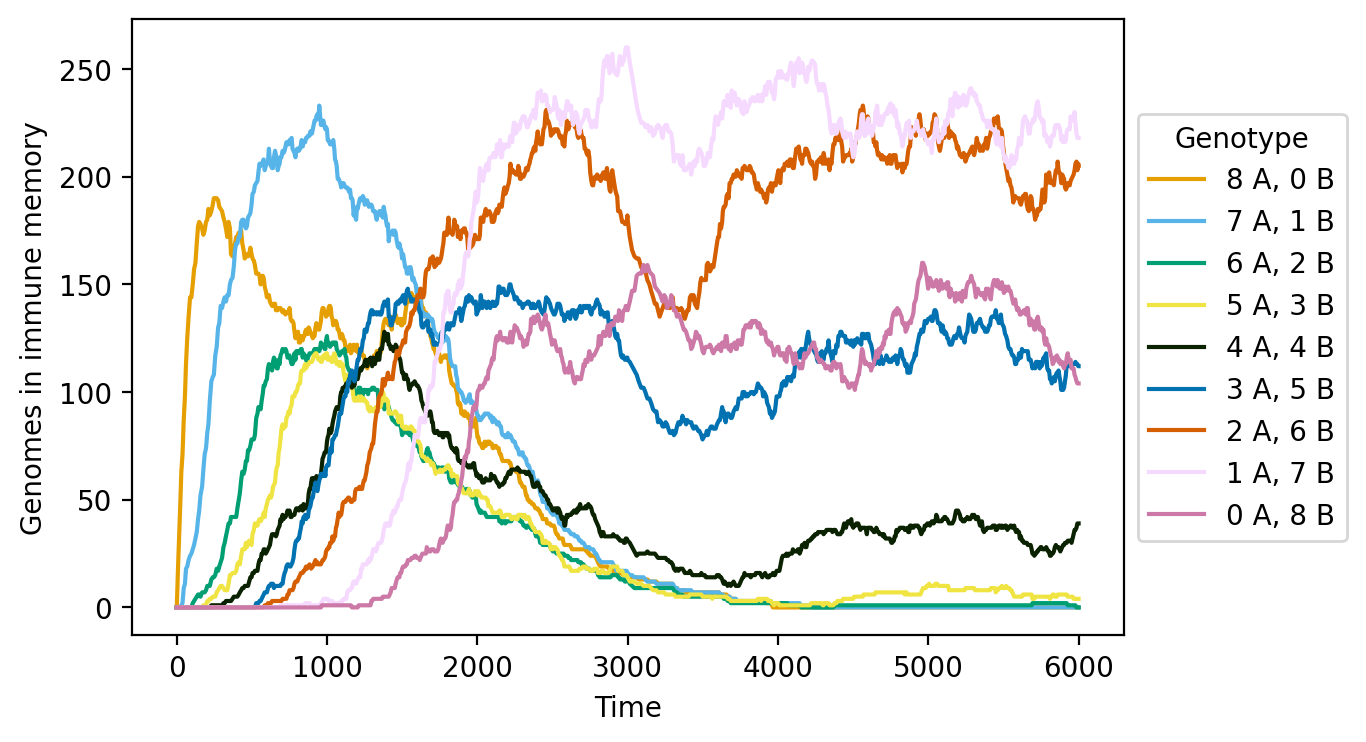 Genomes in immune memory
250
200
150
100
50
0
0 1000 2000 3000 4000 5000 6000
Time
Genotype
8 A, 0 B
7 A, 1 B
6 A, 2 B
5 A, 3 B
4 A, 4 B
3 A, 5 B
2 A, 6 B
1 A, 7 B
0 A, 8 B